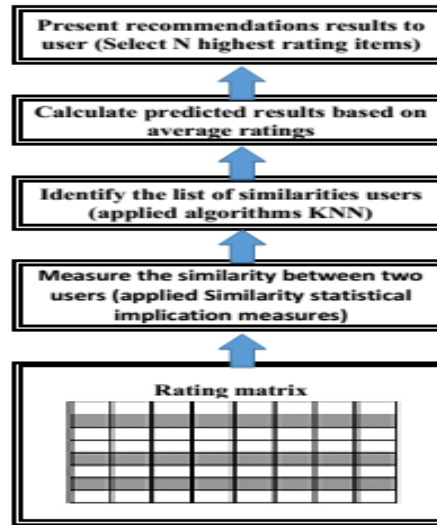 Present recommendations results to
user (Select N highest rating items)
Calculate predicted results based on
average ratings
Identify the list of similarities users
(applied algorithms KNN)
Measure the similarity between two
users (applied Similarity statistical
implication measures)
Rating matrix